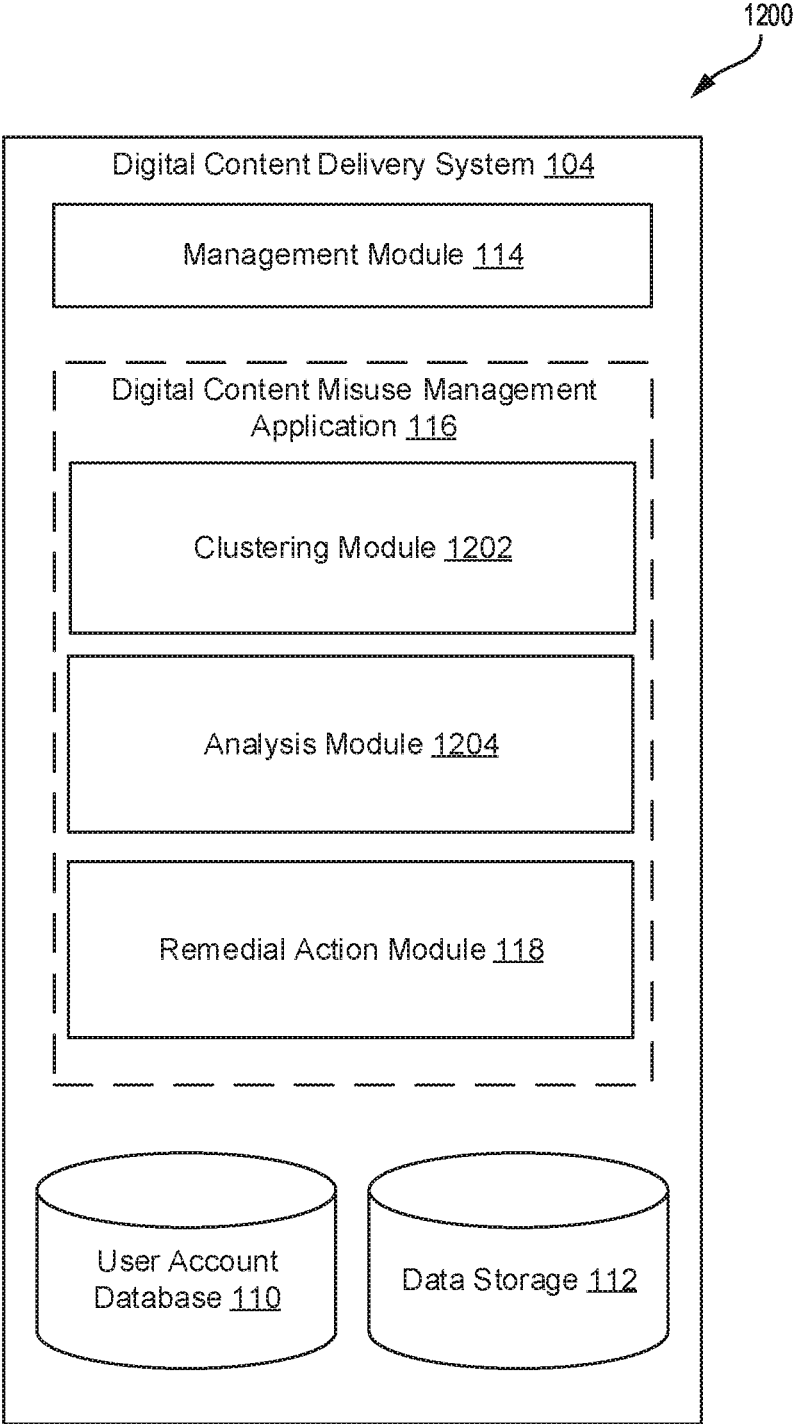 1200
Digital Content Delivery System 104
Management Module 114
Digital Content Misuse Management
Application 116
Clustering Module 1202
Analysis Module 1204
Remedial Action Module 118
User Account
Database 110
Data Storage 112